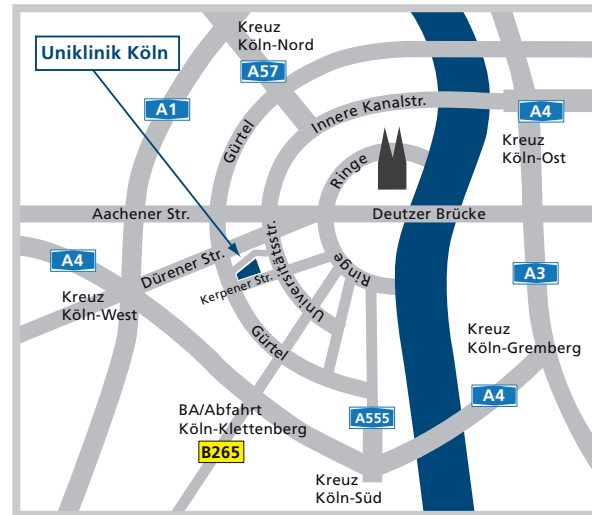 Kreuz
Köln-Nord
Uniklinik Köln
A57
A1
Innere Kanalstr.
A4
Gürtel
Kreuz
Köln-Ost
Ringe
Aachener Str.
Deutzer Brücke
Universitätsstr.
Dürener Str.
A4
A3
Kerpener Str.
Ringe
Kreuz
Köln-West
Gürtel
Kreuz
Köln-Gremberg
A4
BA/Abfahrt
Köln-Klettenberg
A555
B265
Kreuz
Köln-Süd